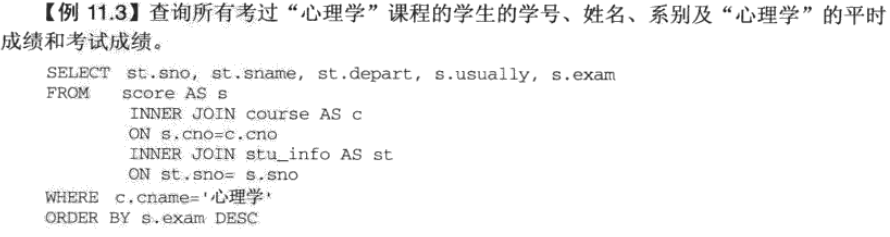 【例 11.3】查询所有考过“心理学”课程的学生的学号、姓名、系别及“心理学”的平时
成绩和考试成绩。
SELECT st.sno, st.sname, st.depart, s.usually, s.exam
FROM score AS s
INNER JOIN course AS c
ON s.cno=c.cno
INNER JOIN stu_info AS st
ON st.sno= s.sno
WHERE c.cname='心理学'
ORDER BY s.exam DESC